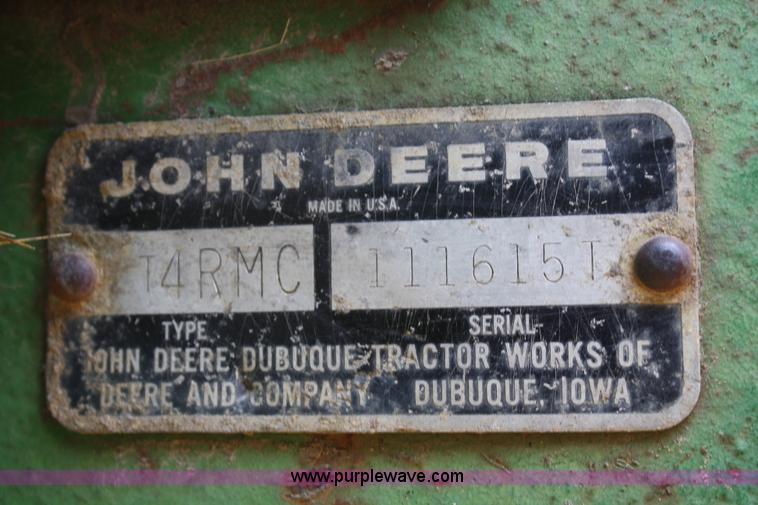 JOHN DEERE
MADE IN U.S.A.
T4RMC 111615T
TYPE SERIAL
JOHN DEERE DUBUQUE TRACTOR WORKS OF
DEERE AND COMPANY DUBUQUE, IOWA
www.purplewave.com